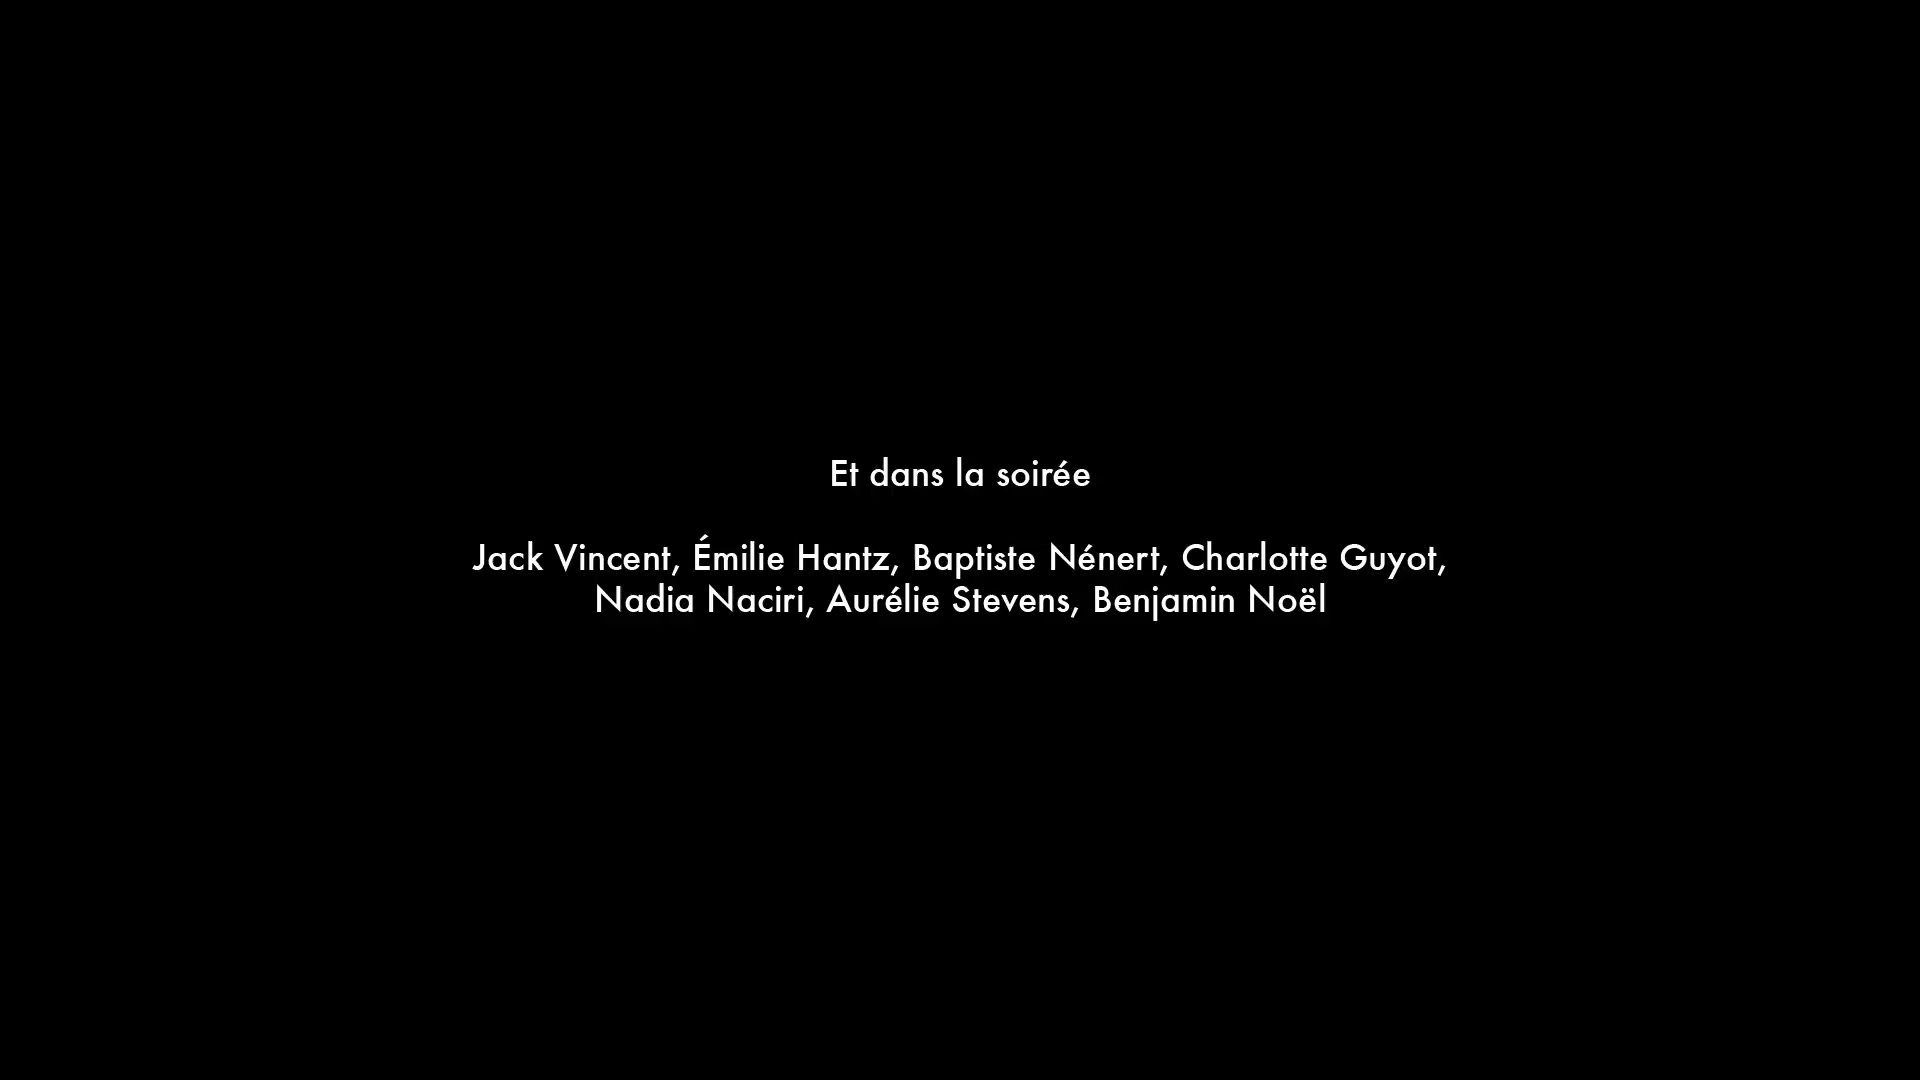 Et dans la soirée
Jack Vincent, Émilie Hantz, Baptiste Nénert, Charlotte Guyot,
Nadia Naciri, Aurélie Stevens, Benjamin Noël